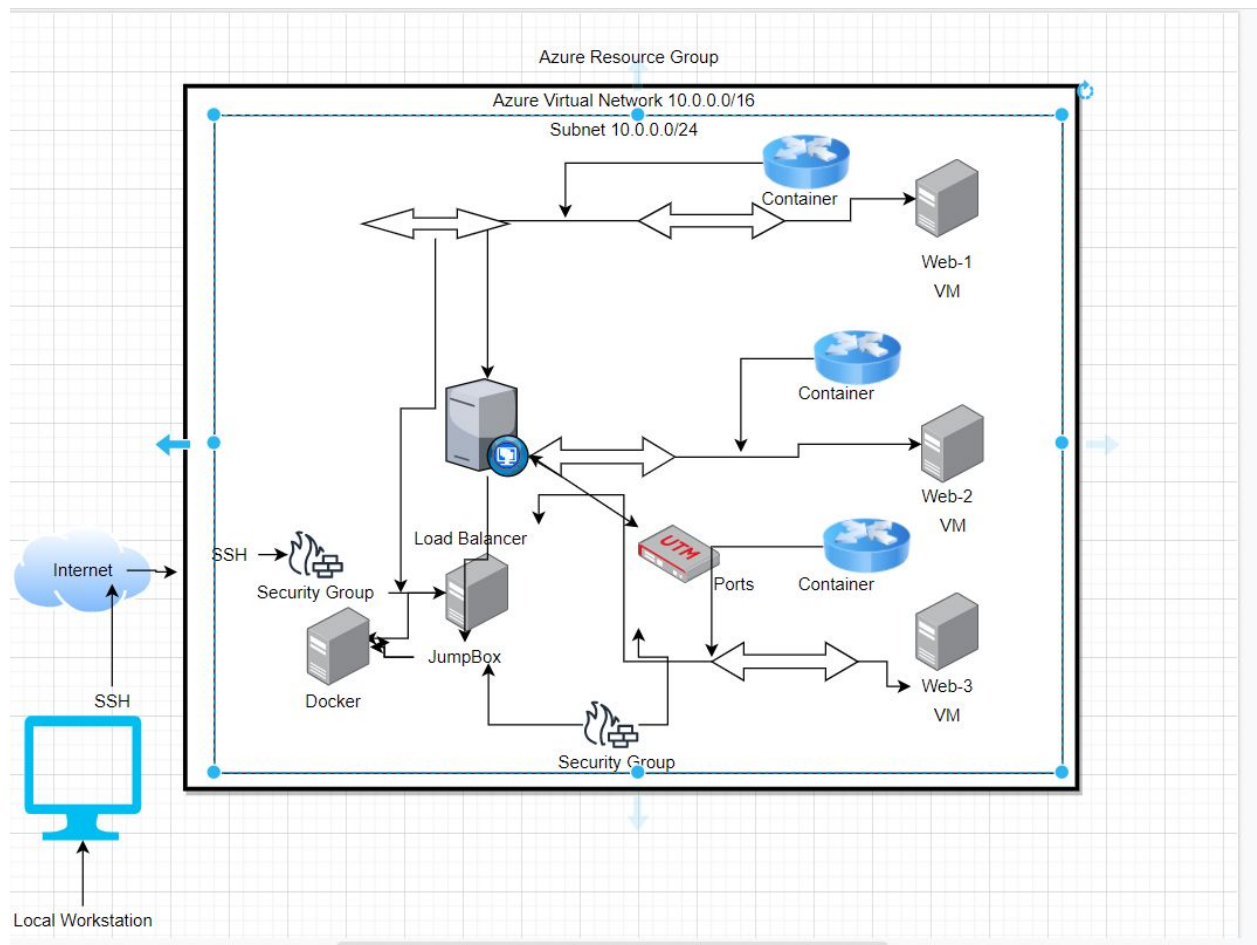 Azure Resource Group
Azure Virtual Network 10.0.0.0/16
Subnet 10.0.0.0/24
Container
Web-1
VM
Container
Web-2
VM
Load Balancer
SSH
Internet
Security Group
UTM
Ports
Container
JumpBox
Docker
Web-3
VM
SSH
Security Group
Local Workstation